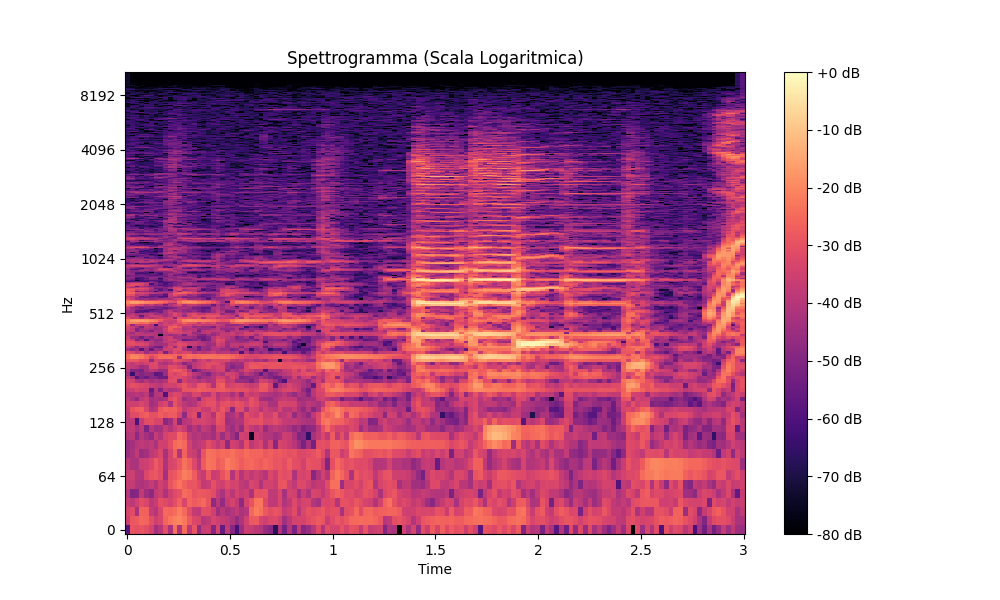 Spettrogramma (Scala Logaritmica)
8192
4096
2048
1024
512
256
128
64
0
Hz
0
0.5
1
1.5
2
2.5
3
Time
+0 dB
-10 dB
-20 dB
-30 dB
-40 dB
-50 dB
-60 dB
-70 dB
-80 dB